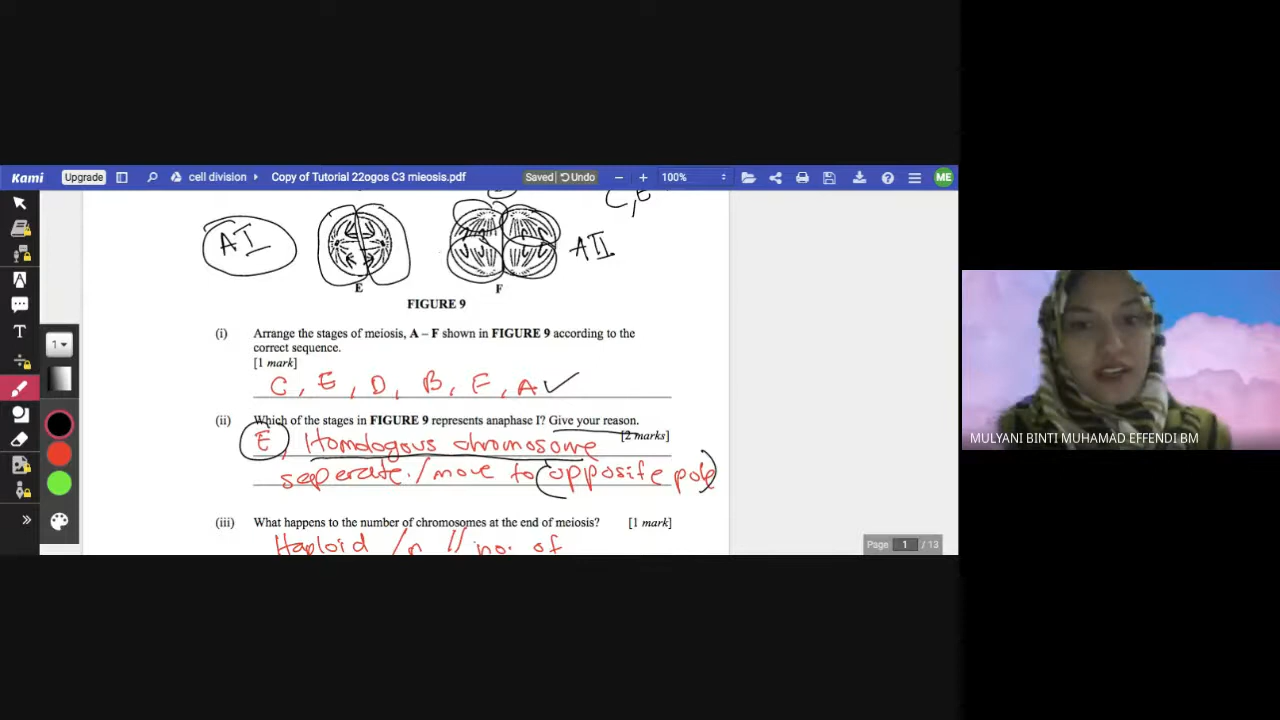 Kami
Upgrade
cell division
Copy of Tutorial 22ogos C3 mieosis.pdf
Saved
Undo
100%
ME
C, E
AI
AII
E
F
FIGURE 9
(i) Arrange the stages of meiosis, A – F shown in FIGURE 9 according to the
correct sequence.
[1 mark]
C, E, D, B, F, A
(ii) Which of the stages in FIGURE 9 represents anaphase I? Give your reason.
[2 marks]
E, Homologous chromosome
seperate. / move to opposite pole
(iii) What happens to the number of chromosomes at the end of meiosis? [1 mark]
Haploid /n // no. of
T
1
Page 1 / 13
MULYANI BINTI MUHAMAD EFFENDI BM